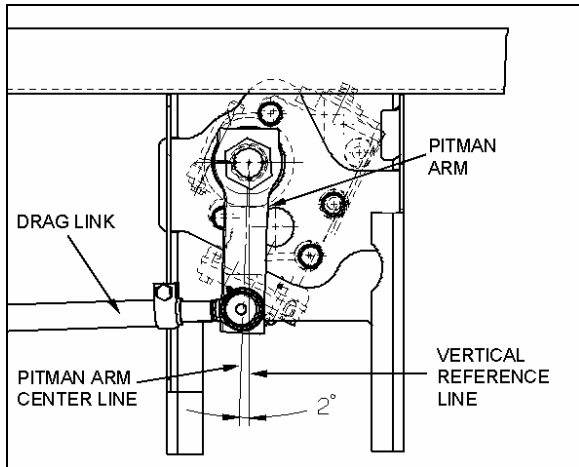 PITMAN
ARM
DRAG LINK
PITMAN ARM
CENTER LINE
VERTICAL
REFERENCE
LINE
2°